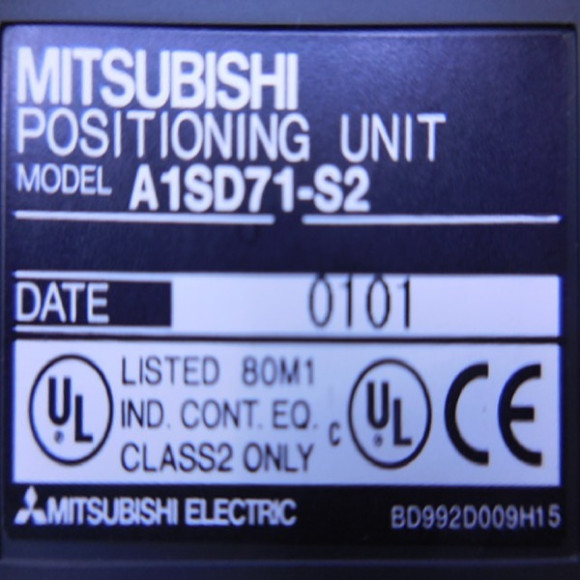 MITSUBISHI
POSITIONING UNIT
MODEL A1SD71-S2
DATE 0101
UL LISTED 80M1
IND. CONT. EQ.
CLASS2 ONLY
c UL CE
MITSUBISHI ELECTRIC BD992D009H15